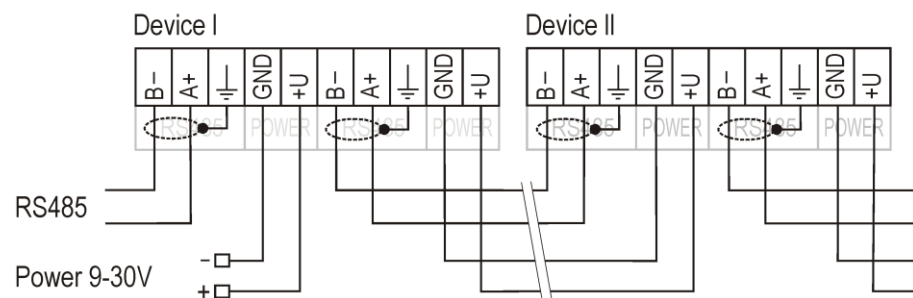 Device I Device II
B− A+ GND +U B− A+ GND +U B− A+ GND +U B− A+ GND +U
RS485 POWER RS485 POWER RS485 POWER RS485 POWER
RS485
−
Power 9-30V
+